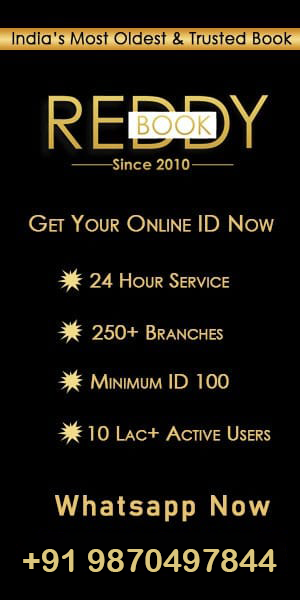 India's Most Oldest & Trusted Book
REDDY
BOOK
Since 2010
Get Your Online ID Now
24 Hour Service
250+ Branches
Minimum ID 100
10 Lac+ Active Users
Whatsapp Now
+91 9870497844